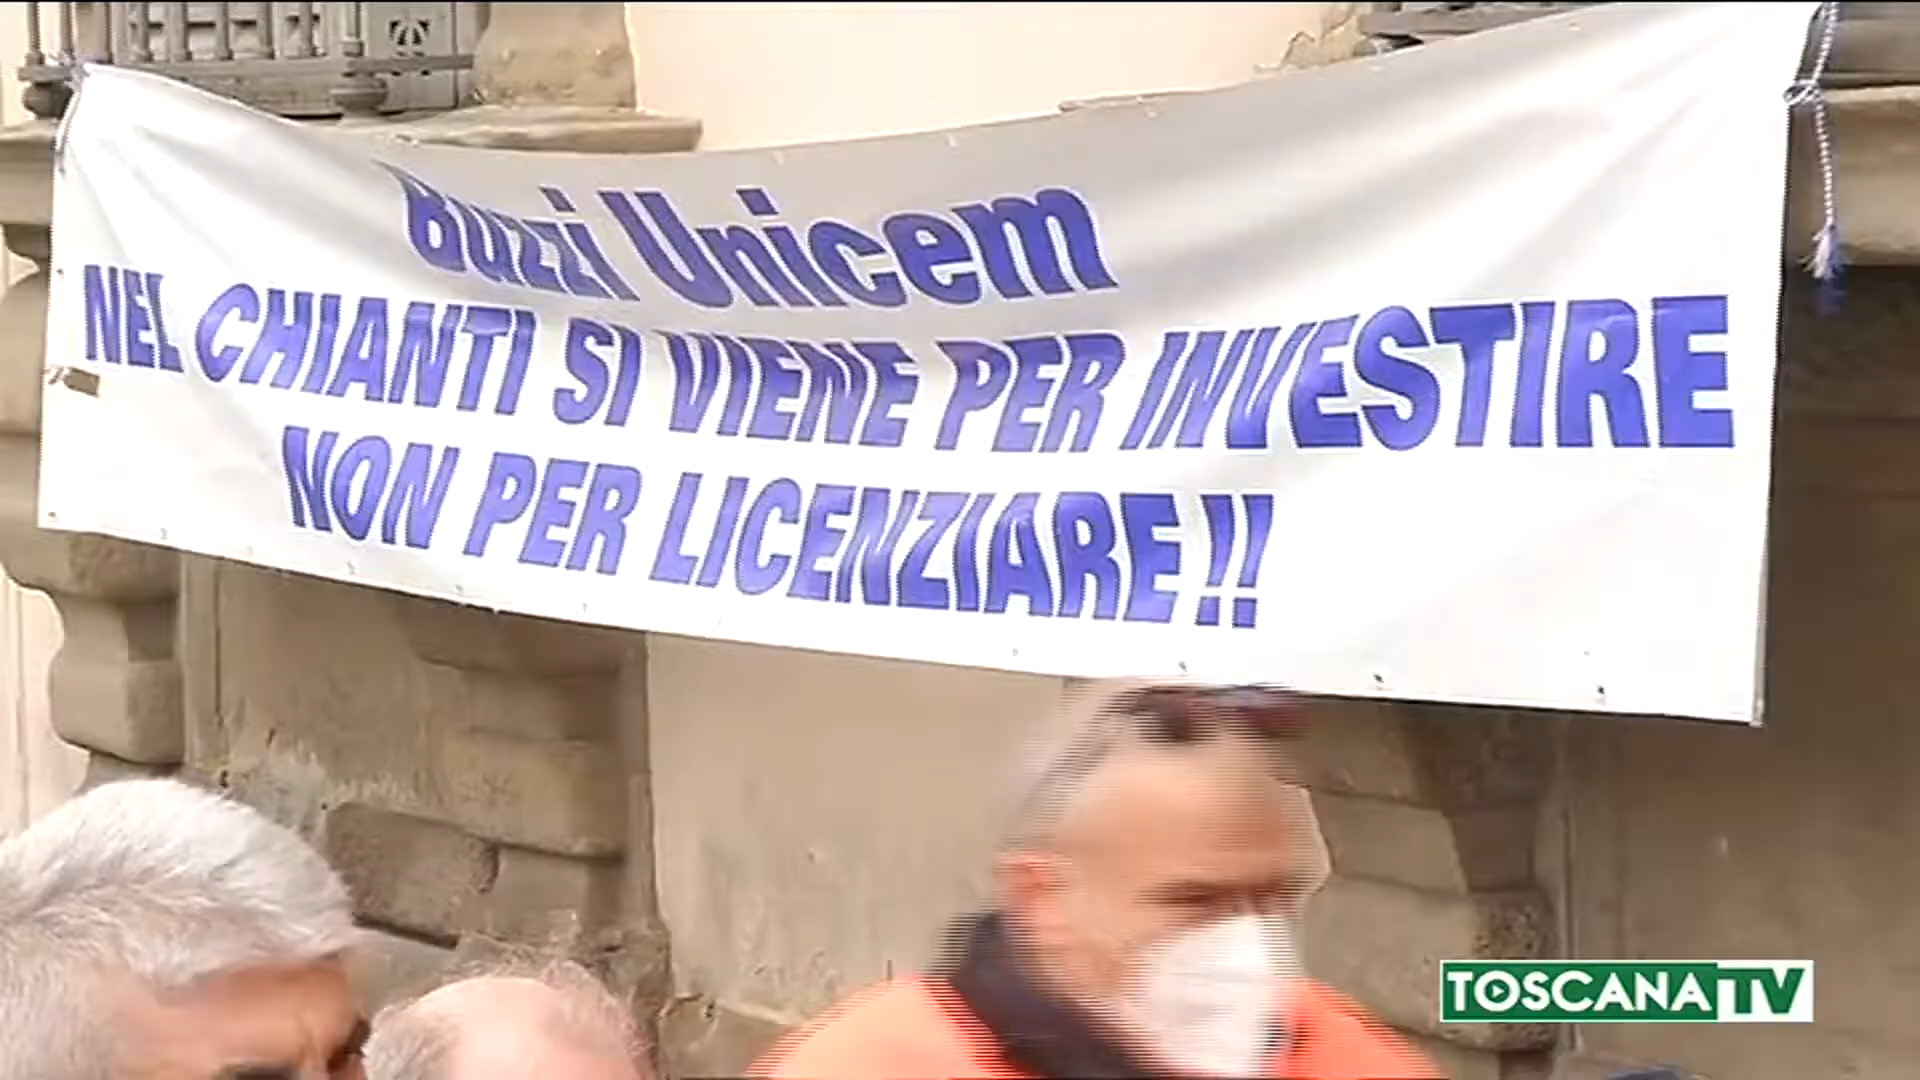 Buzzi Unicem
NEL CHIANTI SI VIENE PER INVESTIRE
NON PER LICENZIARE!!
TOSCANA TV